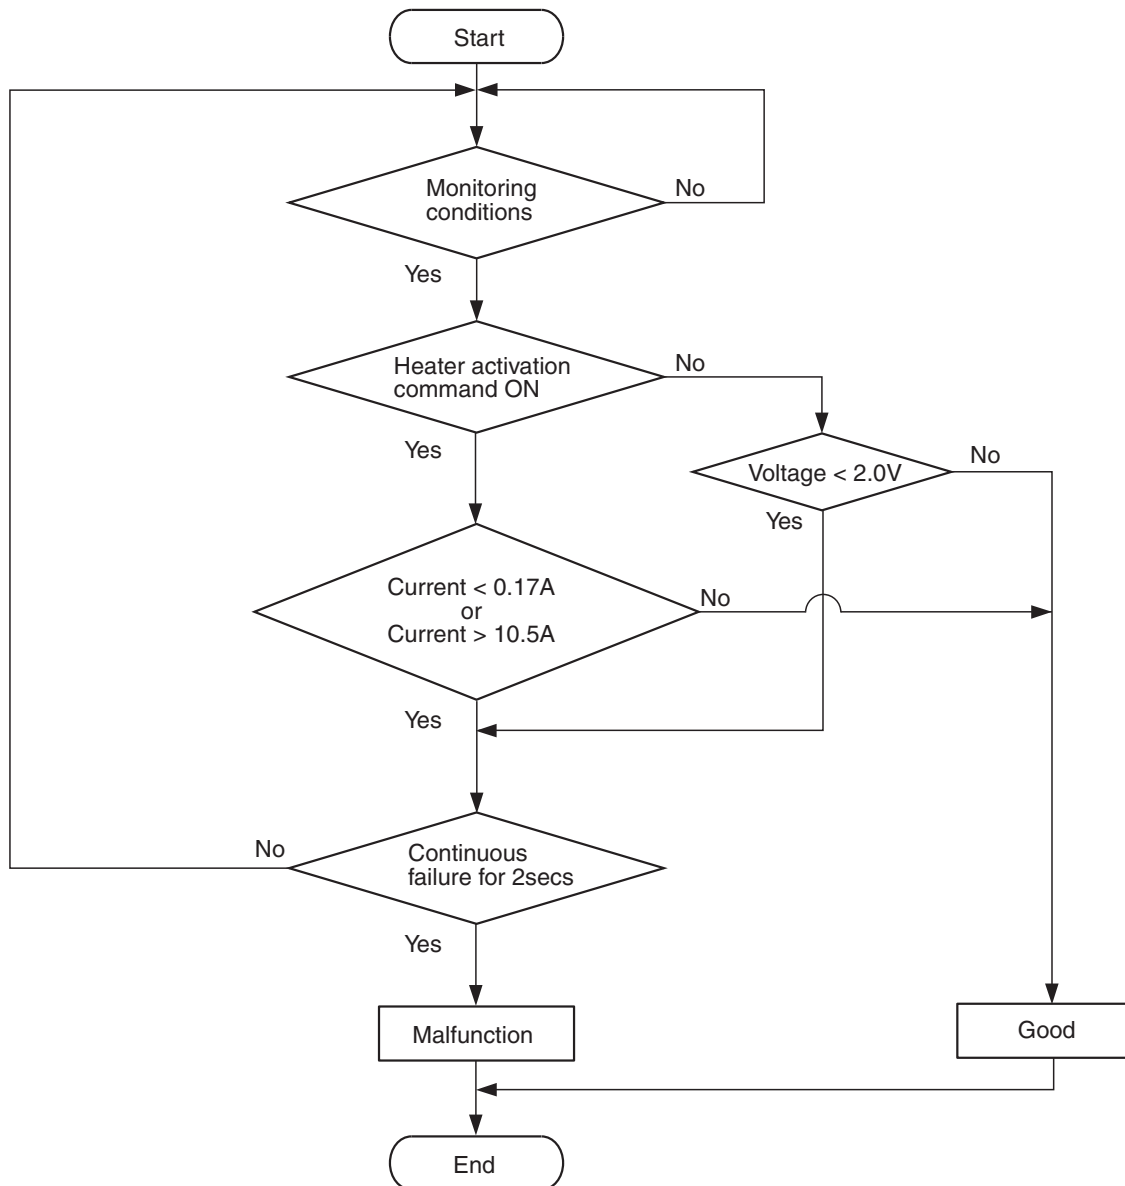 Start
Monitoring
conditions
No
Yes
Heater activation
command ON
No
Yes
Voltage < 2.0V
No
Yes
Current < 0.17A
or
Current > 10.5A
No
Yes
Continuous
failure for 2secs
No
Yes
Malfunction
Good
End